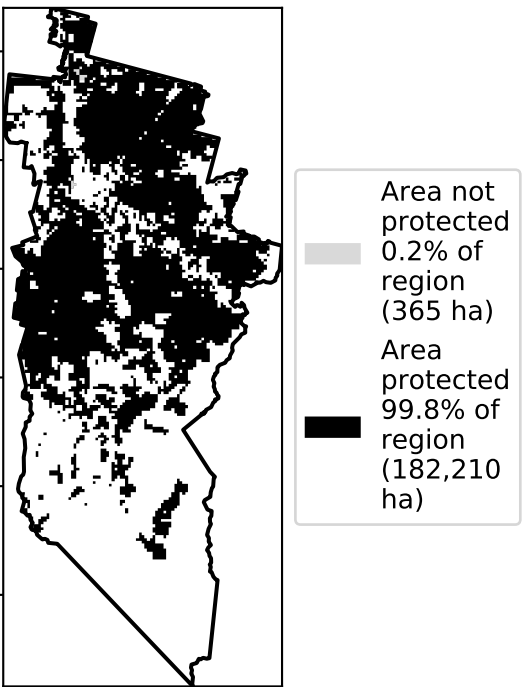 Area not
protected
0.2% of
region
(365 ha)
Area
protected
99.8% of
region
(182,210
ha)